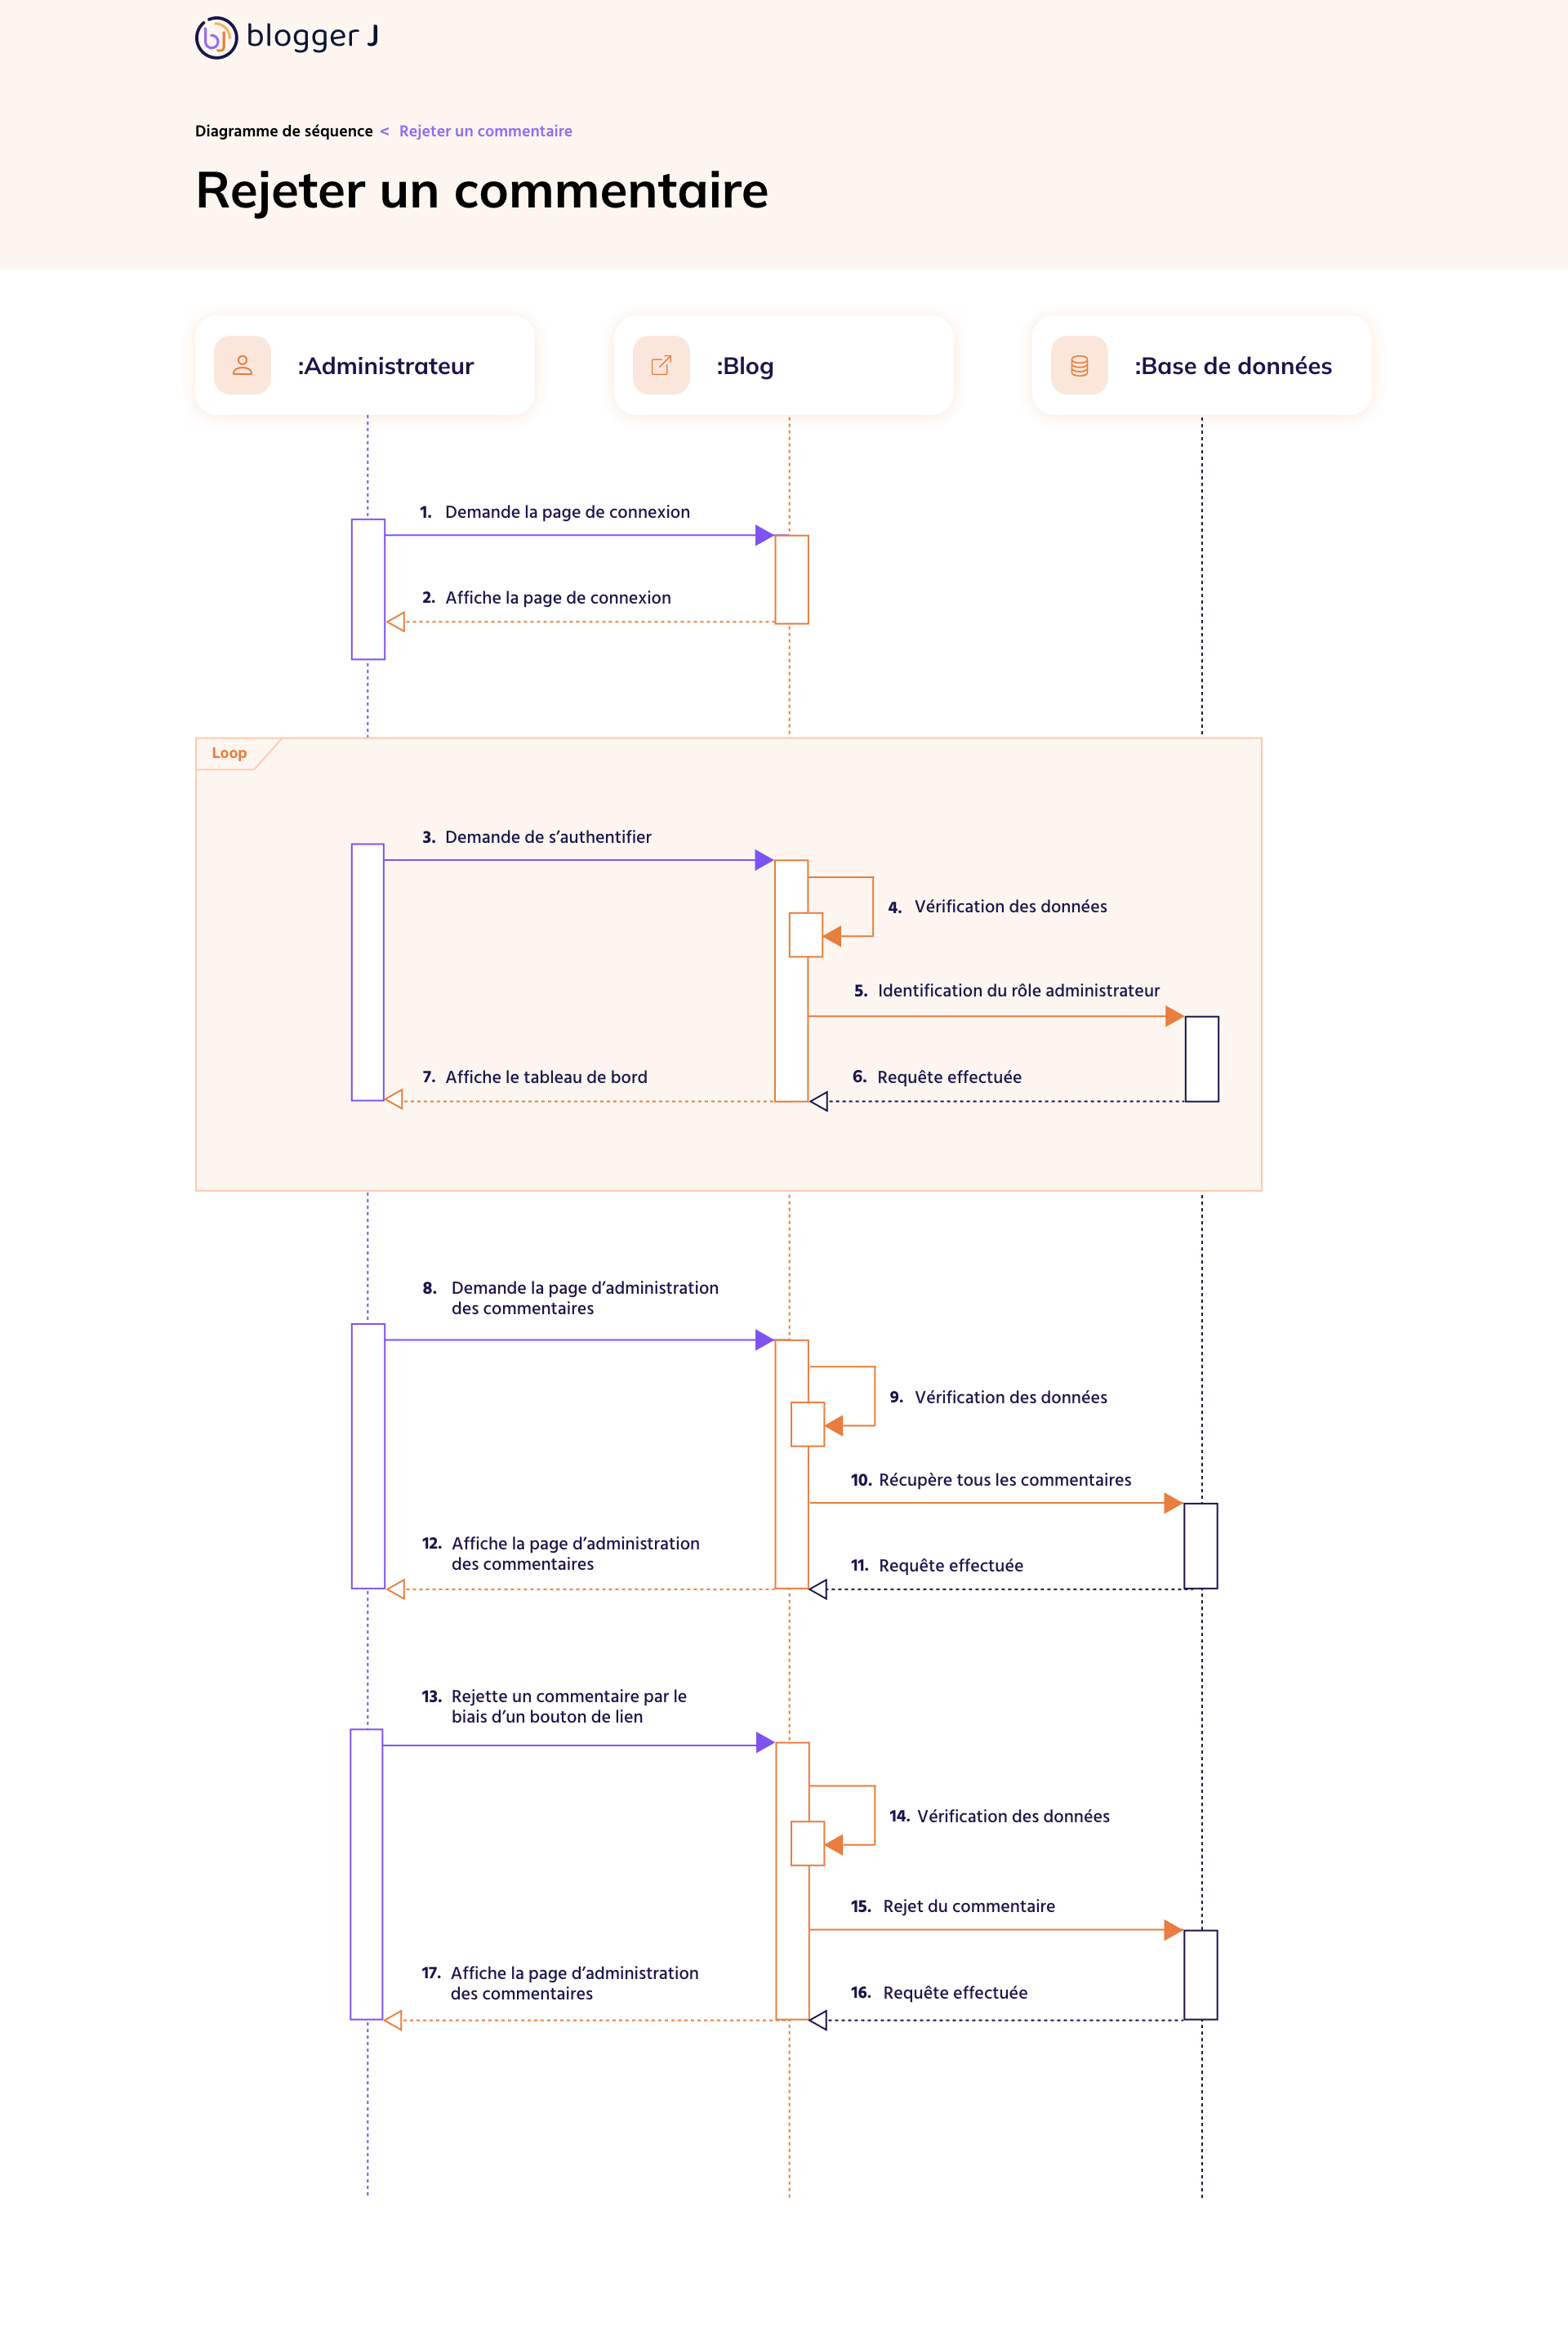 blogger J
Diagramme de séquence < Rejeter un commentaire
Rejeter un commentaire
:Administrateur
:Blog
:Base de données
1. Demande la page de connexion
2. Affiche la page de connexion
Loop
3. Demande de s’authentifier
4. Vérification des données
5. Identification du rôle administrateur
7. Affiche le tableau de bord
6. Requête effectuée
8. Demande la page d’administration
des commentaires
9. Vérification des données
10. Récupère tous les commentaires
12. Affiche la page d’administration
des commentaires
11. Requête effectuée
13. Rejette un commentaire par le
biais d’un bouton de lien
14. Vérification des données
15. Rejet du commentaire
17. Affiche la page d’administration
des commentaires
16. Requête effectuée